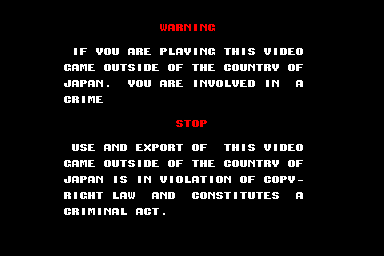 WARNING
IF YOU ARE PLAYING THIS VIDEO
GAME OUTSIDE OF THE COUNTRY OF
JAPAN. YOU ARE INVOLVED IN A
CRIME
STOP
USE AND EXPORT OF THIS VIDEO
GAME OUTSIDE OF THE COUNTRY OF
JAPAN IS IN VIOLATION OF COPY-
RIGHT LAW AND CONSTITUTES A
CRIMINAL ACT.